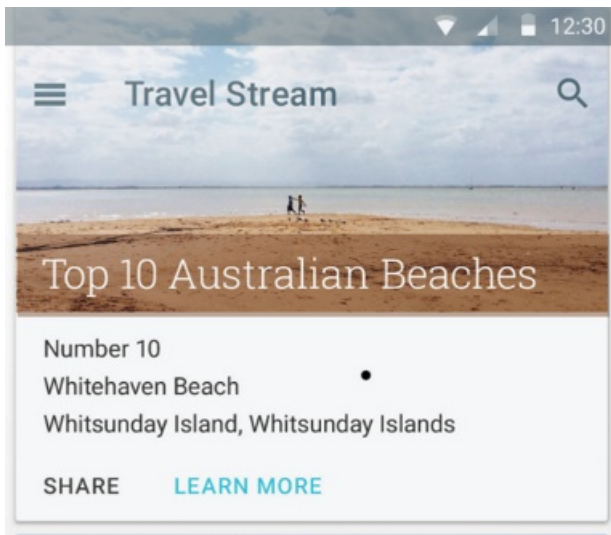 12:30
Travel Stream
Top 10 Australian Beaches
Number 10
Whitehaven Beach
Whitsunday Island, Whitsunday Islands
SHARE LEARN MORE